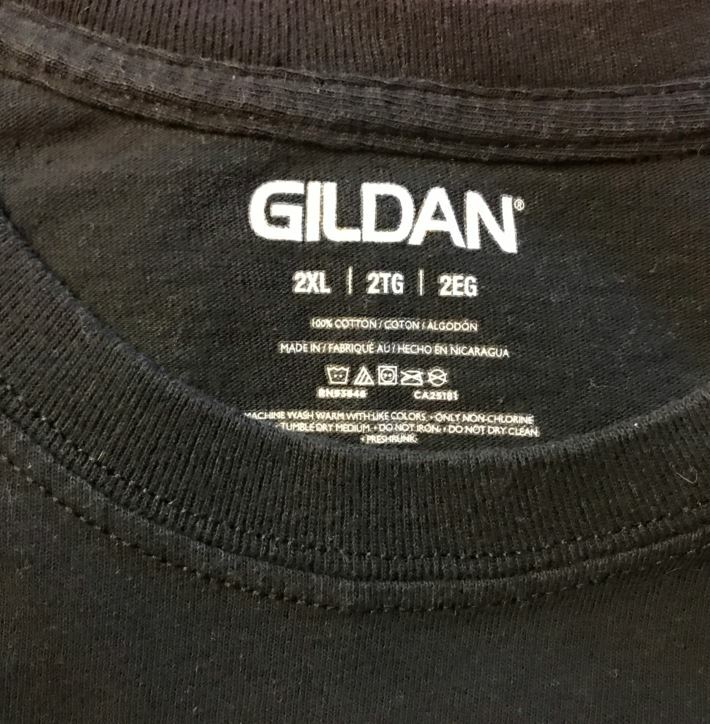 GILDAN®
2XL | 2TG | 2EG
100% COTTON / COTON / ALGODÓN
MADE IN / FABRIQUÉ AU / HECHO EN NICARAGUA
CA25181
MACHINE WASH WARM WITH LIKE COLORS. • ONLY NON-CHLORINE
• TUMBLE DRY MEDIUM. • DO NOT IRON. • DO NOT DRY CLEAN.
• PRESHRUNK.